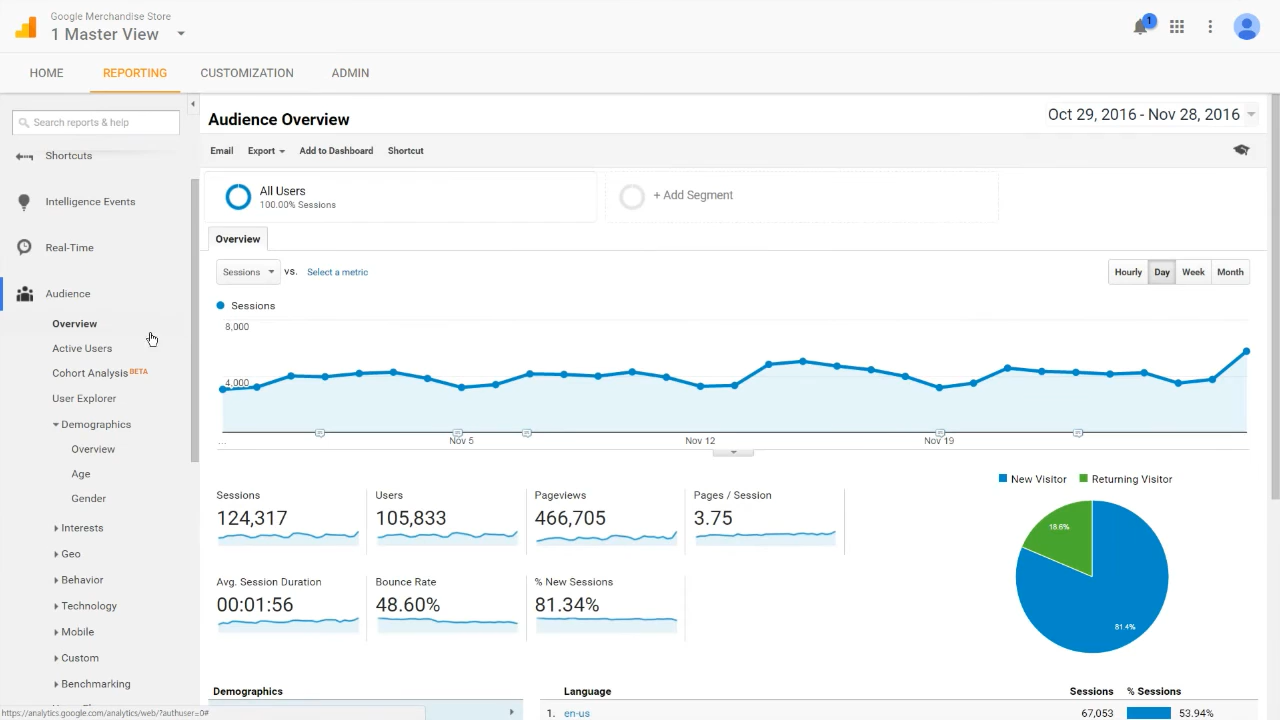 Google Merchandise Store
1 Master View
1
HOME
REPORTING
CUSTOMIZATION
ADMIN
Search reports & help
Shortcuts
Intelligence Events
Real-Time
Audience
Overview
Active Users
Cohort Analysis BETA
User Explorer
Demographics
Overview
Age
Gender
Interests
Geo
Behavior
Technology
Mobile
Custom
Benchmarking
https://analytics.google.com/analytics/web/?authuser=0#
Audience Overview
Oct 29, 2016 - Nov 28, 2016
Email
Export
Add to Dashboard
Shortcut
All Users
100.00% Sessions
+ Add Segment
Overview
Sessions
vs.
Select a metric
Hourly
Day
Week
Month
Sessions
8,000
4,000
...
Nov 5
Nov 12
Nov 19
Sessions
124,317
Users
105,833
Pageviews
466,705
Pages / Session
3.75
Avg. Session Duration
00:01:56
Bounce Rate
48.60%
% New Sessions
81.34%
New Visitor
Returning Visitor
18.6%
81.4%
Demographics
Language
Sessions
% Sessions
1.
en-us
67,053
53.94%